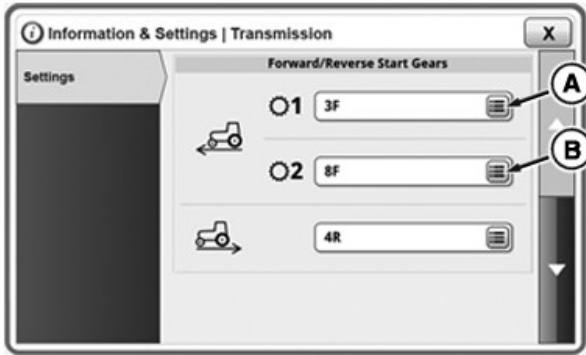 Information & Settings | Transmission
X
Settings
Forward/Reverse Start Gears
A
1 3F
B
2 8F
4R